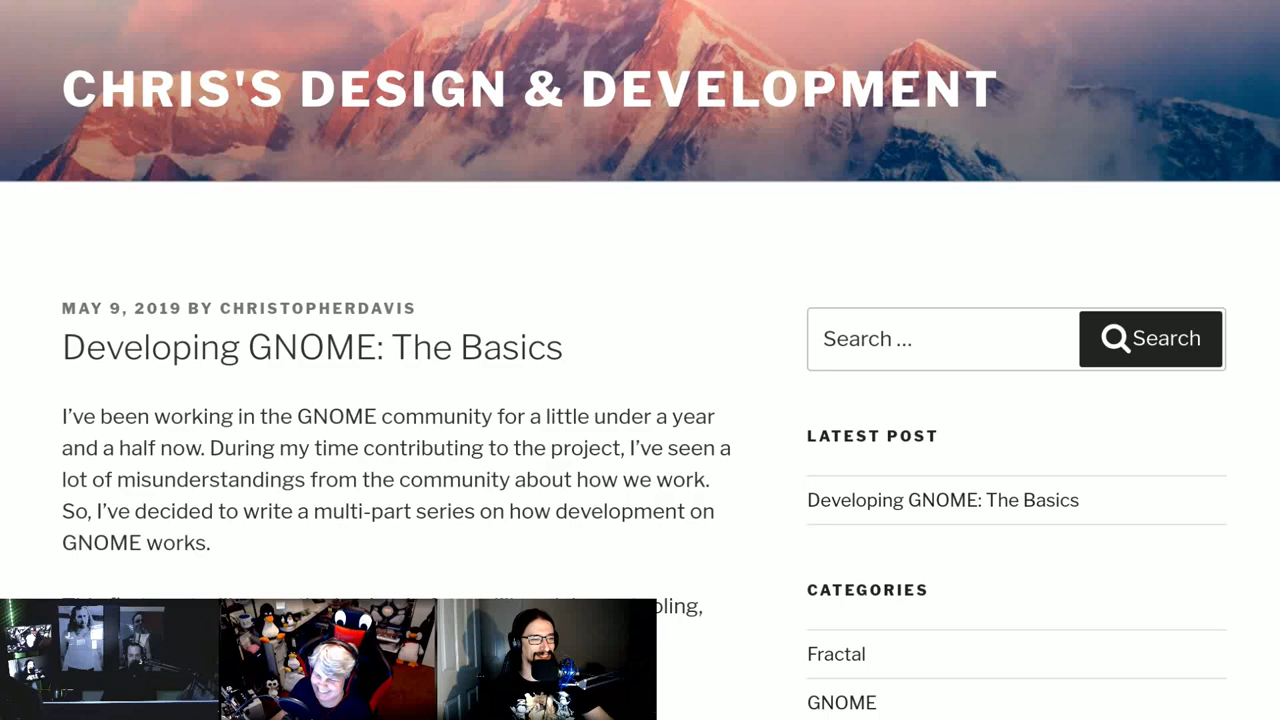 CHRIS'S DESIGN & DEVELOPMENT
MAY 9, 2019 BY CHRISTOPHERDAVIS
Developing GNOME: The Basics
I've been working in the GNOME community for a little under a year
and a half now. During my time contributing to the project, I've seen a
lot of misunderstandings from the community about how we work.
So, I've decided to write a multi-part series on how development on
GNOME works.
Search ...
Search
LATEST POST
Developing GNOME: The Basics
CATEGORIES
Fractal
GNOME